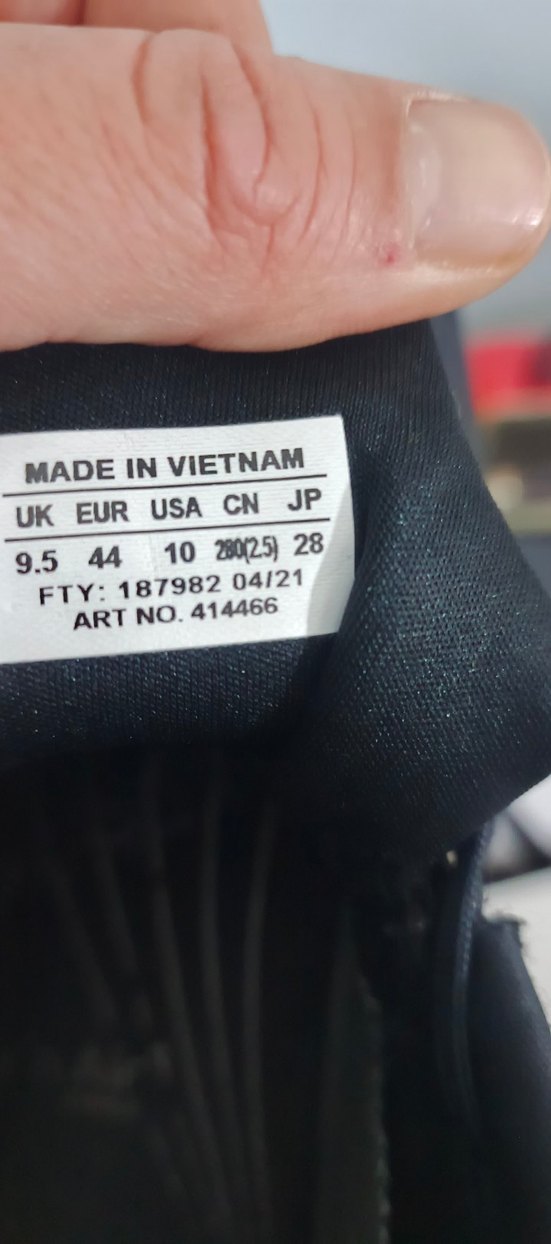 MADE IN VIETNAM
UK EUR USA CN JP
9.5 44 10 280(2.5) 28
FTY: 187982 04/21
ART NO. 414466